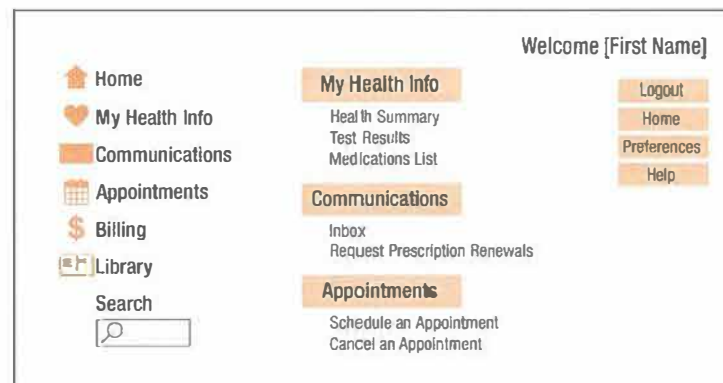 Welcome [First Name]
Home
My Health Info
Communications
Appointments
Billing
Library
Search
My Health Info
Health Summary
Test Results
Medications List
Communications
Inbox
Request Prescription Renewals
Appointments
Schedule an Appointment
Cancel an Appointment
Logout
Home
Preferences
Help